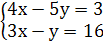 4x - 5y = 3
3x - y = 16